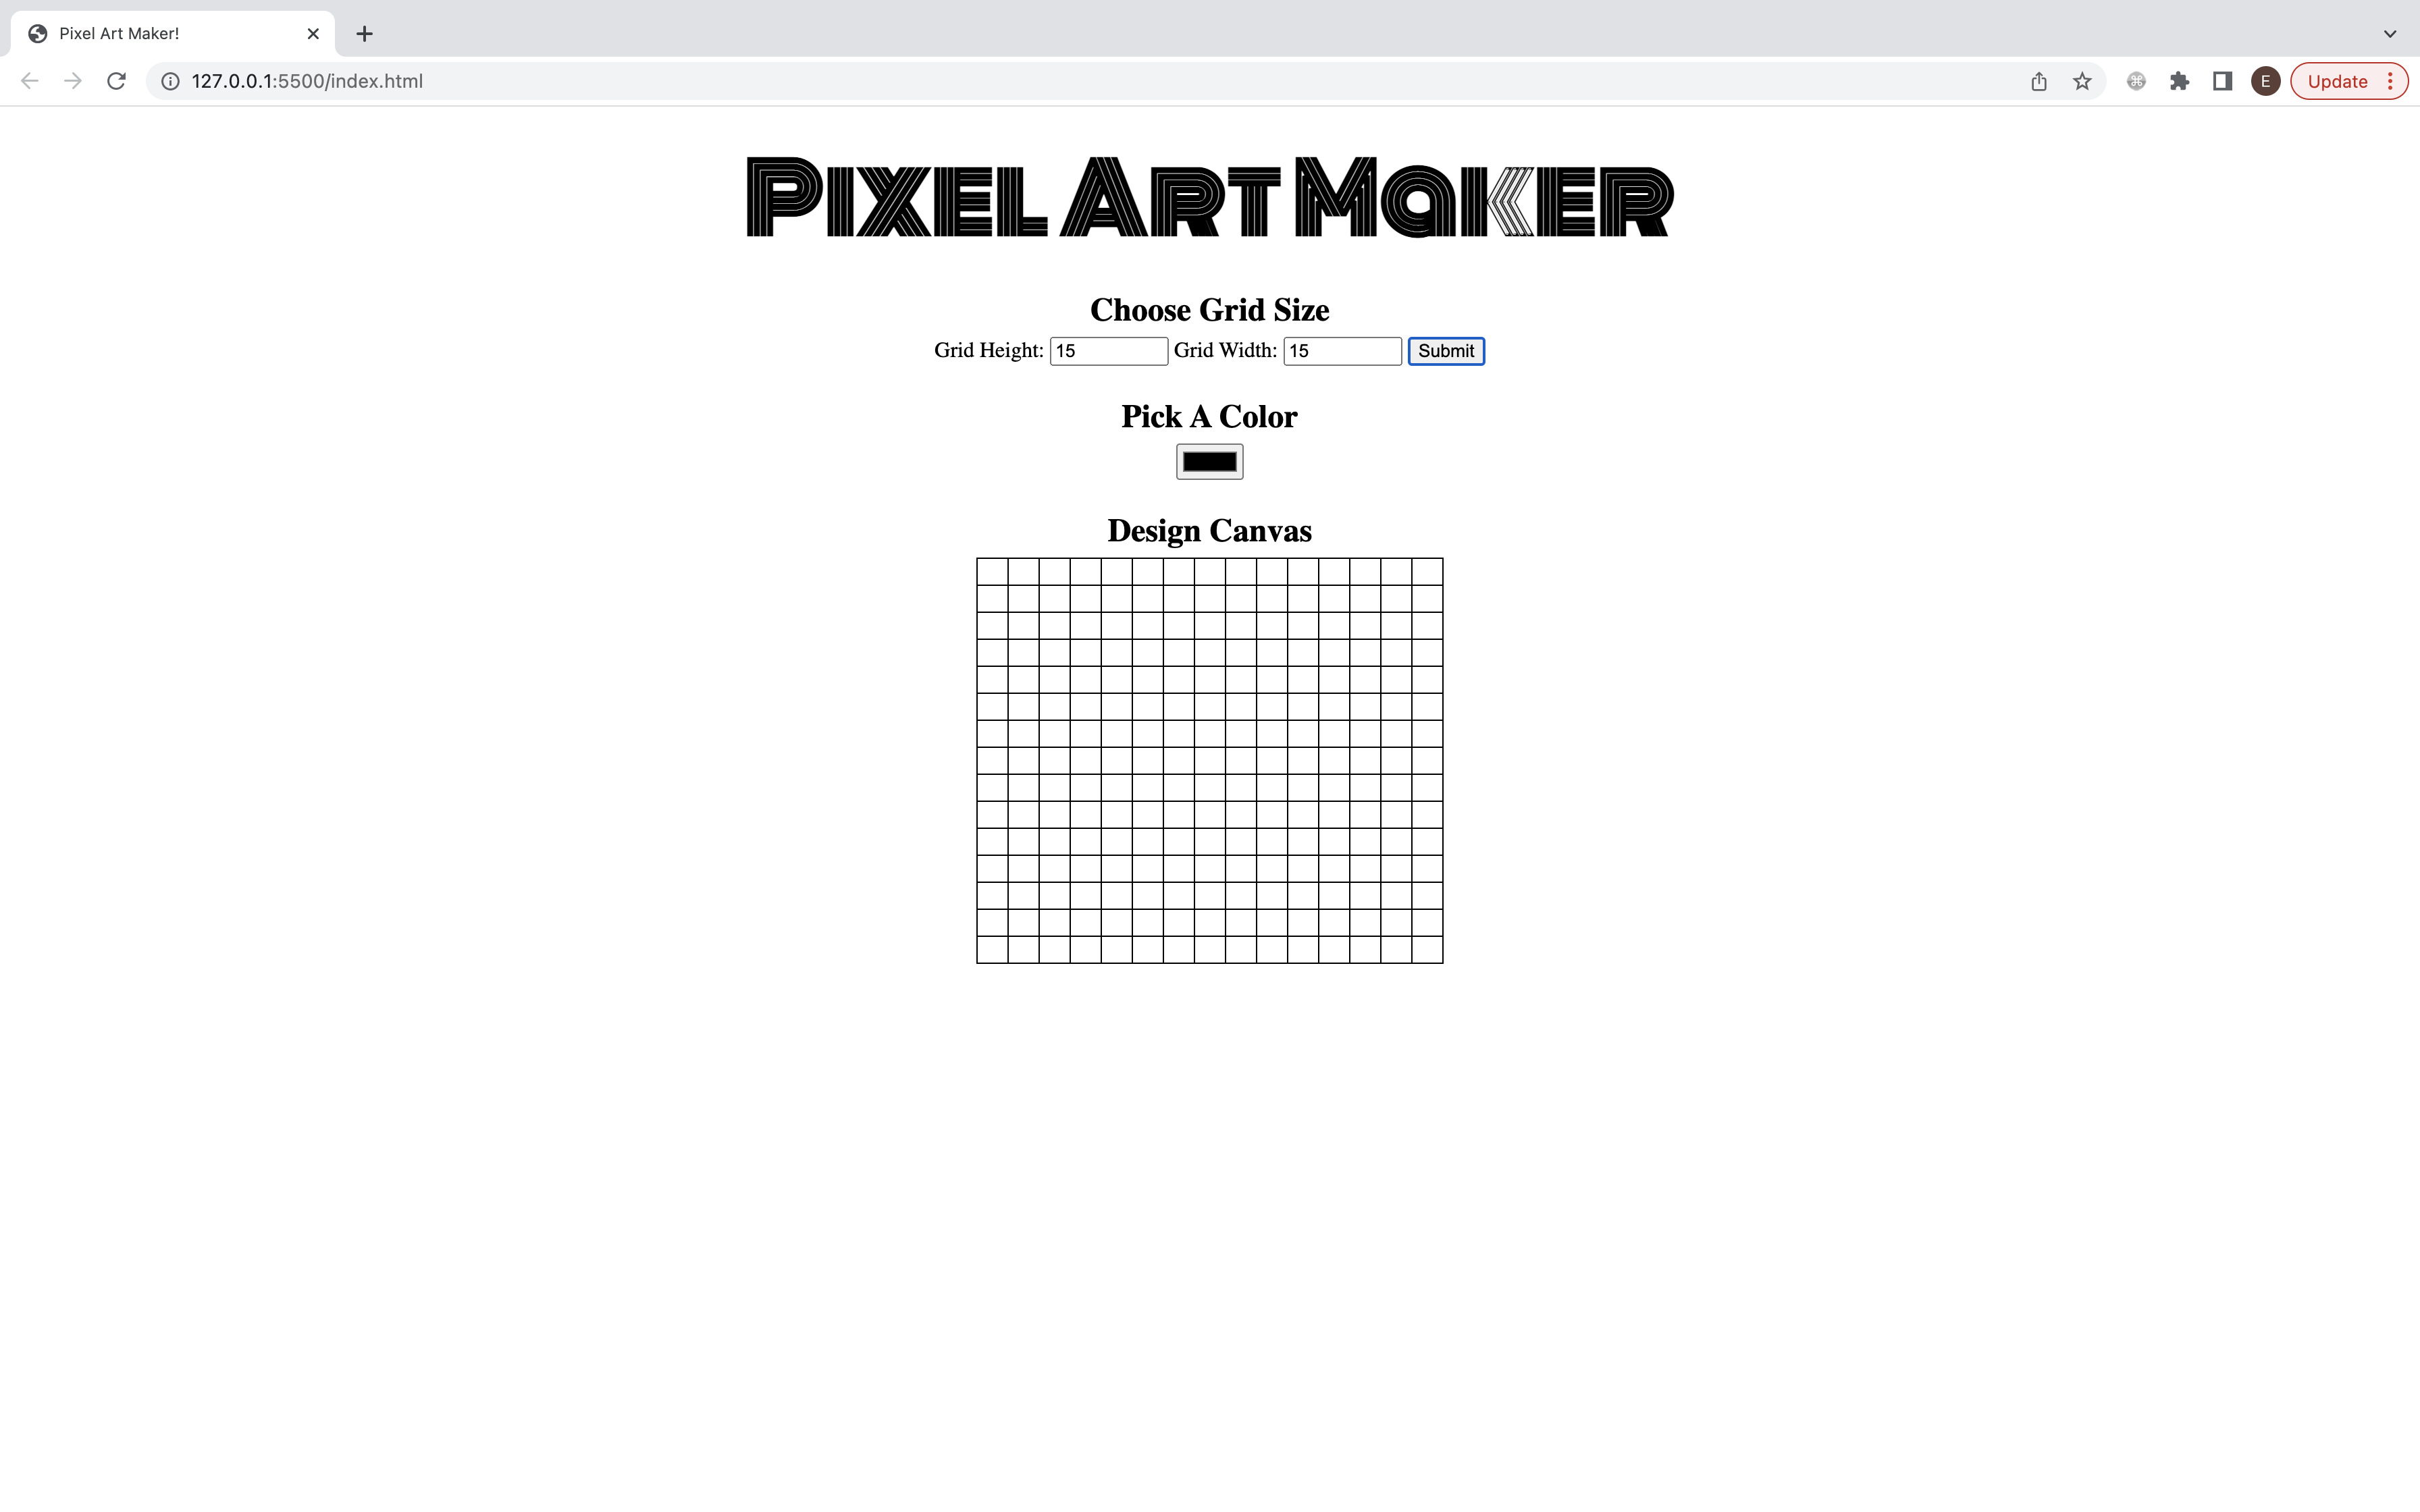 Pixel Art Maker!
127.0.0.1:5500/index.html
E
Update
Pixel Art Maker
Choose Grid Size
Grid Height: 15 Grid Width: 15 Submit
Pick A Color
Design Canvas